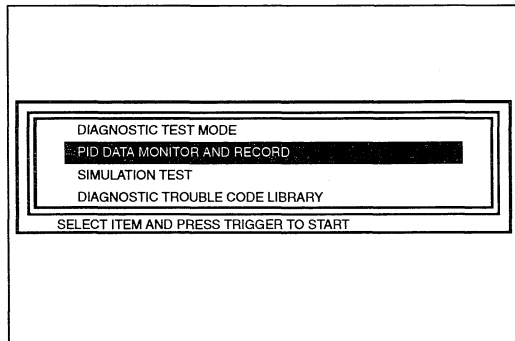 DIAGNOSTIC TEST MODE
PID DATA MONITOR AND RECORD
SIMULATION TEST
DIAGNOSTIC TROUBLE CODE LIBRARY
SELECT ITEM AND PRESS TRIGGER TO START